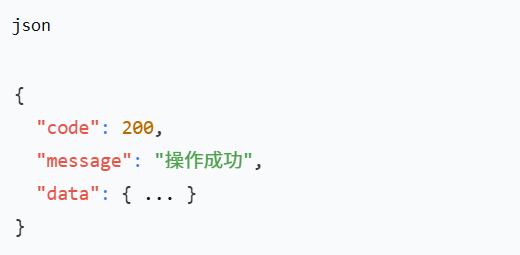 json
{
  "code": 200,
  "message": "操作成功",
  "data": { ... }
}